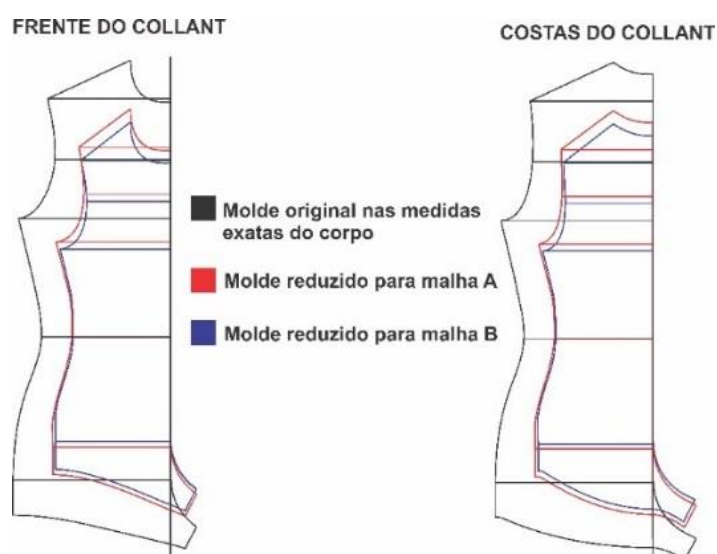 FRENTE DO COLLANT
COSTAS DO COLLANT
Molde original nas medidas
exatas do corpo
Molde reduzido para malha A
Molde reduzido para malha B